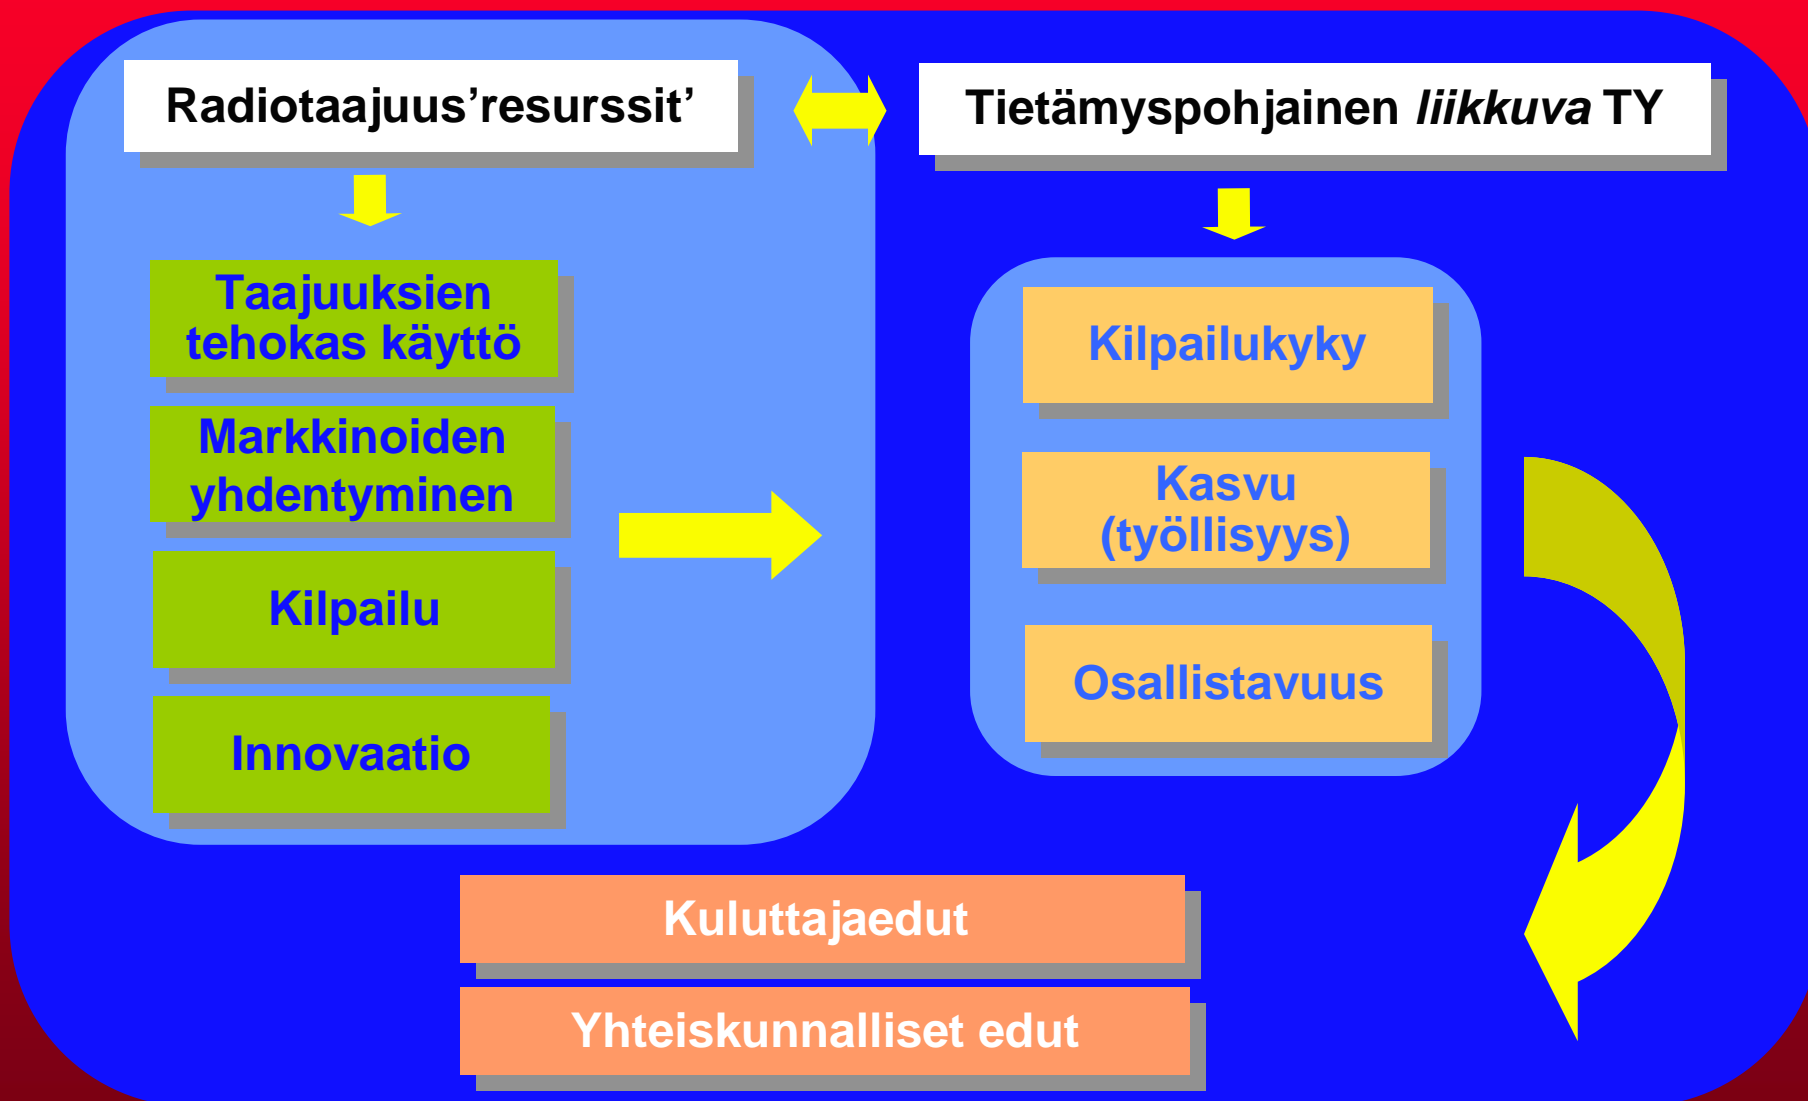 Radiotaajuus’resurssit’
Tietämyspohjainen liikkuva TY
Taajuuksien
tehokas käyttö
Markkinoiden
yhdentyminen
Kilpailu
Innovaatio
Kilpailukyky
Kasvu
(työllisyys)
Osallistavuus
Kuluttajaedut
Yhteiskunnalliset edut